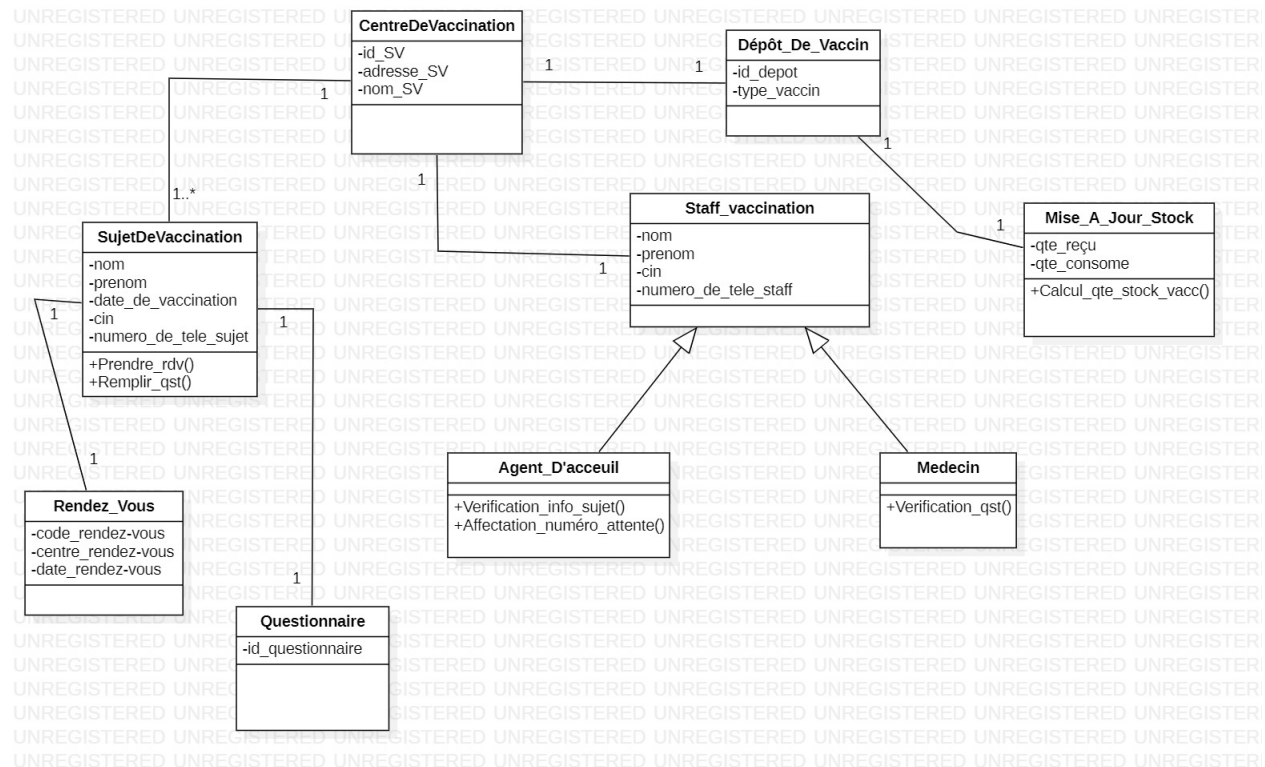 CentreDeVaccination
-id_SV
-adresse_SV
-nom_SV
1
1
1
1
1..*
Dépôt_De_Vaccin
-id_depot
-type_vaccin
1
1
Mise_A_Jour_Stock
-qte_reçu
-qte_consome
+Calcul_qte_stock_vacc()
Staff_vaccination
-nom
-prenom
-cin
-numero_de_tele_staff
1
SujetDeVaccination
-nom
-prenom
-date_de_vaccination
-cin
-numero_de_tele_sujet
+Prendre_rdv()
+Remplir_qst()
1
1
1
1
Agent_D'acceuil
+Verification_info_sujet()
+Affectation_numéro_attente()
Medecin
+Verification_qst()
Rendez_Vous
-code_rendez-vous
-centre_rendez-vous
-date_rendez-vous
Questionnaire
-id_questionnaire
UNREGISTERED